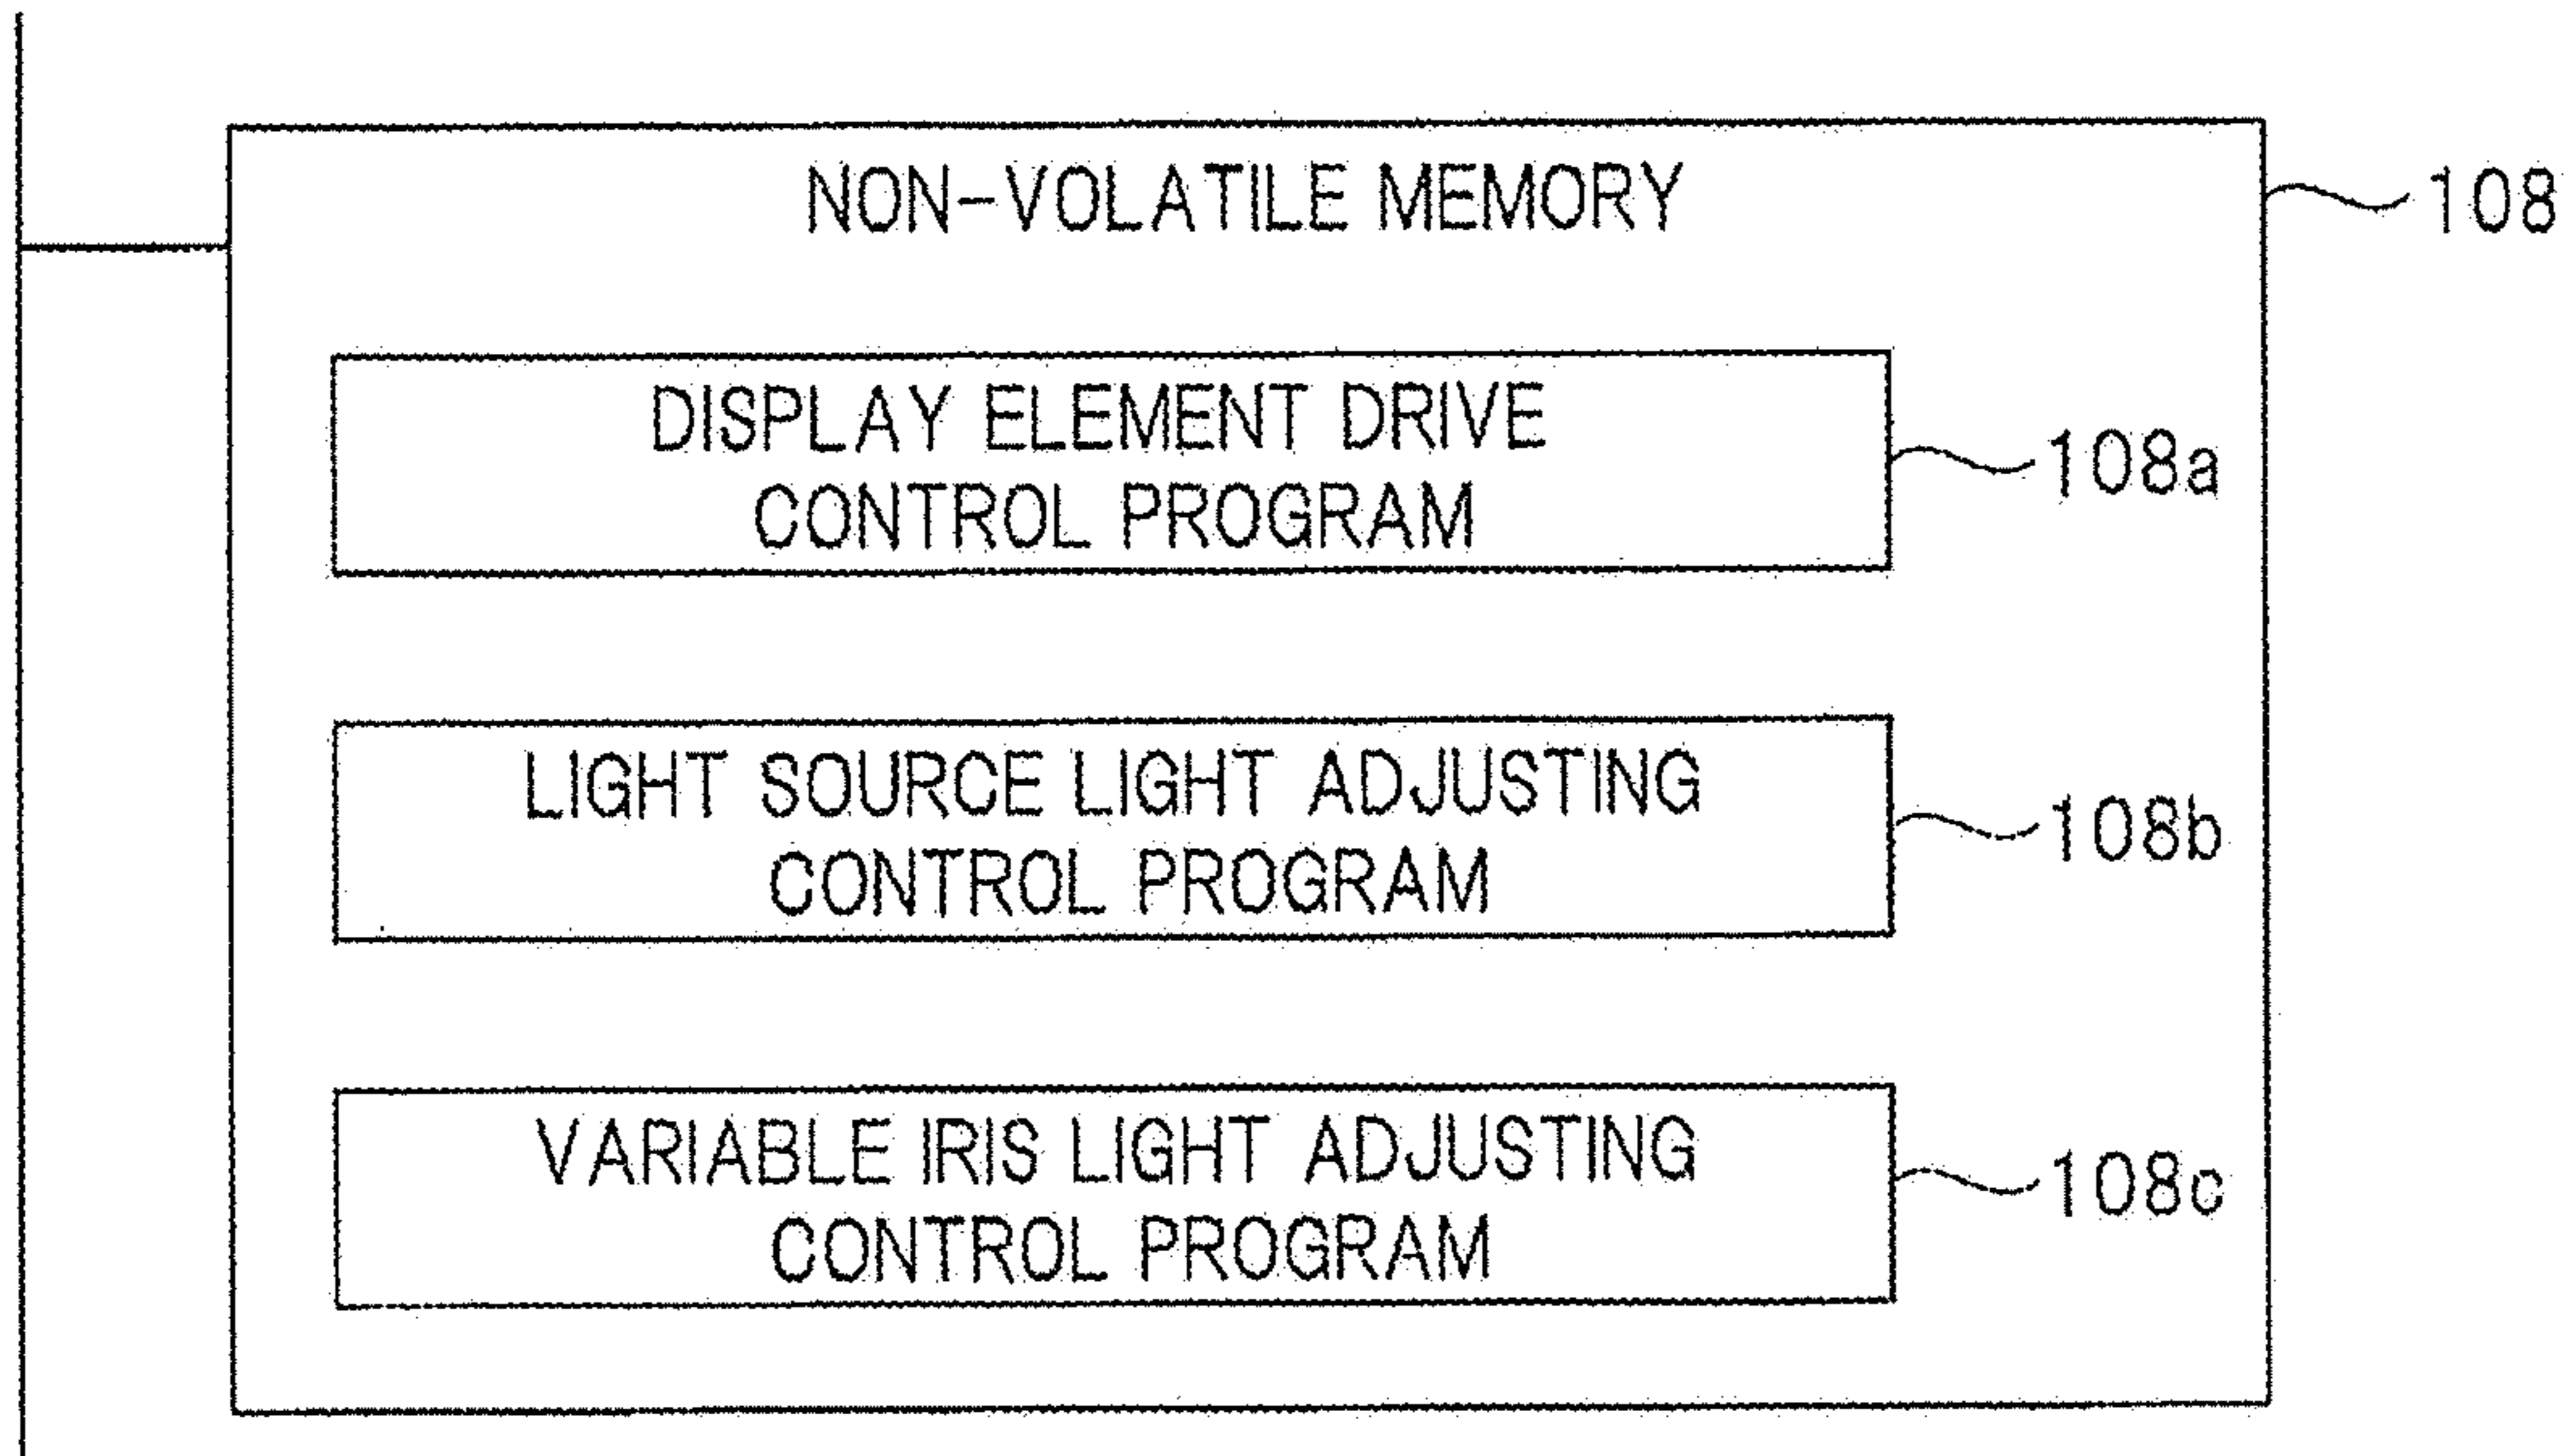 NON-VOLATILE MEMORY
108
DISPLAY ELEMENT DRIVE
CONTROL PROGRAM
108a
LIGHT SOURCE LIGHT ADJUSTING
CONTROL PROGRAM
108b
VARIABLE IRIS LIGHT ADJUSTING
CONTROL PROGRAM
108c